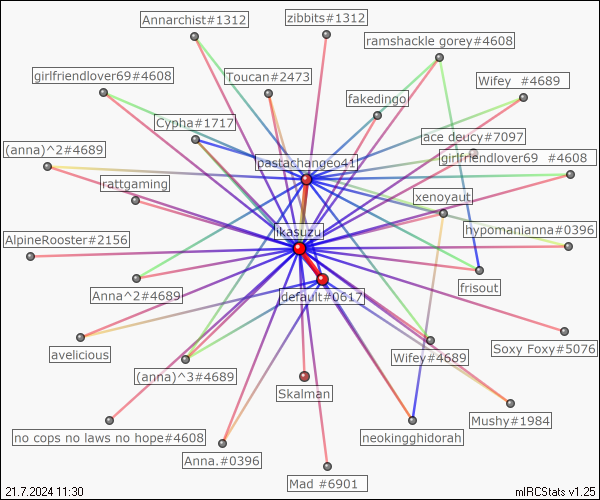 Annarchist#1312
zibbits#1312
ramshackle gorey#4608
girlfriendlover69#4608
Toucan#2473
Wifey #4689
fakedingo
Cypha#1717
ace deucy#7097
(anna)^2#4689
pastachangeo41
girlfriendlover69 #4608
rattgaming
xenoyaut
AlpineRooster#2156
ikasuzu
hypomanianna#0396
Anna^2#4689
default#0617
frisout
avelicious
(anna)^3#4689
Wifey#4689
Soxy Foxy#5076
Skalman
no cops no laws no hope#4608
Anna.#0396
neokingghidorah
Mushy#1984
Mad #6901
21.7.2024 11:30
mIRCStats v1.25